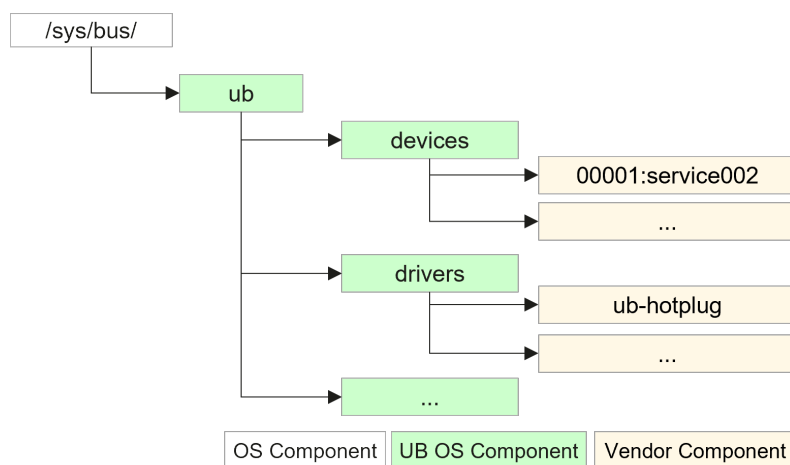 /sys/bus/
ub
devices
00001:service002
...
drivers
ub-hotplug
...
...
OS Component
UB OS Component
Vendor Component